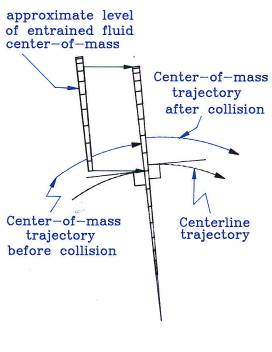 approximate level
of entrained fluid
center-of-mass
Center-of-mass
trajectory
after collision
Center-of-mass
trajectory
before collision
Centerline
trajectory